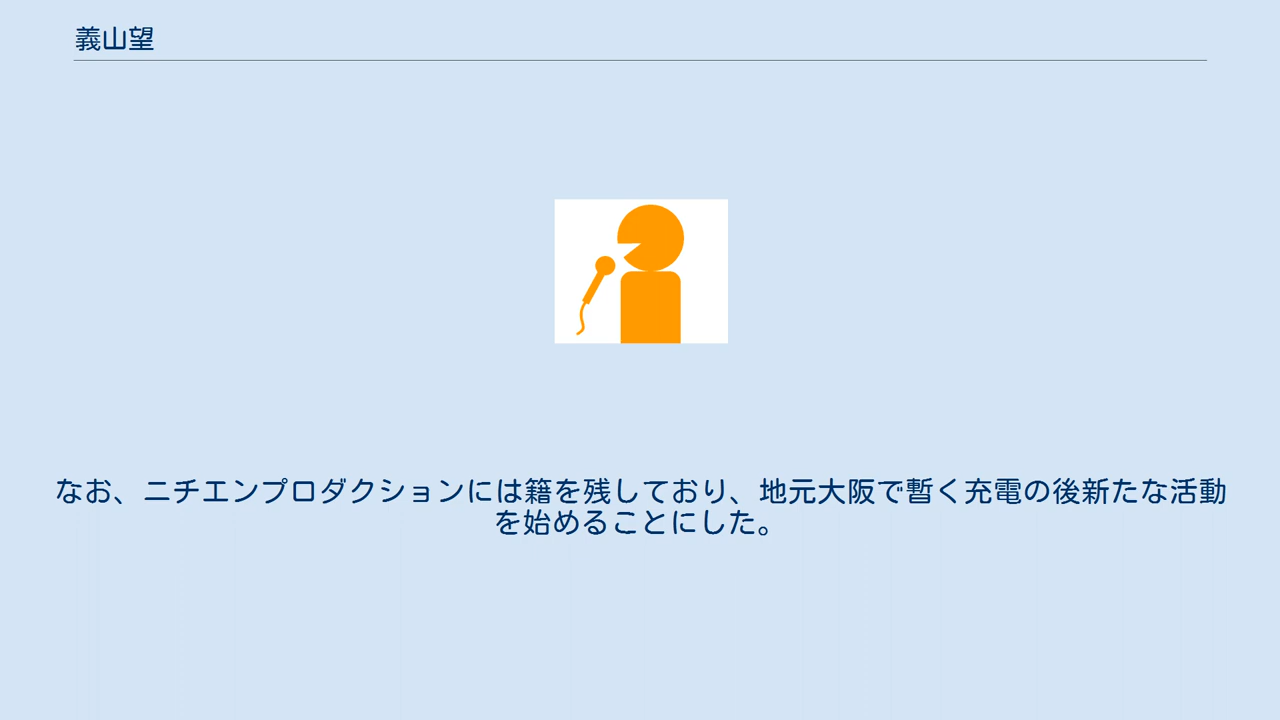 義山望
なお、ニチエンプロダクションには籍を残しており、地元大阪で暫く充電の後新たな活動
を始めることにした。